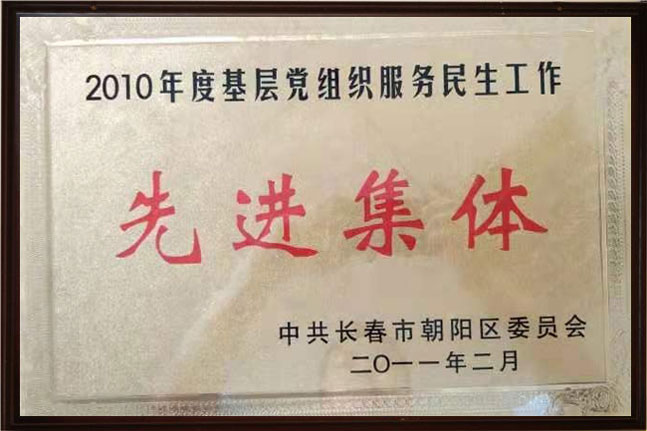 2010年度基层党组织服务民生工作
先进集体
中共长春市朝阳区委员会
二〇一一年二月